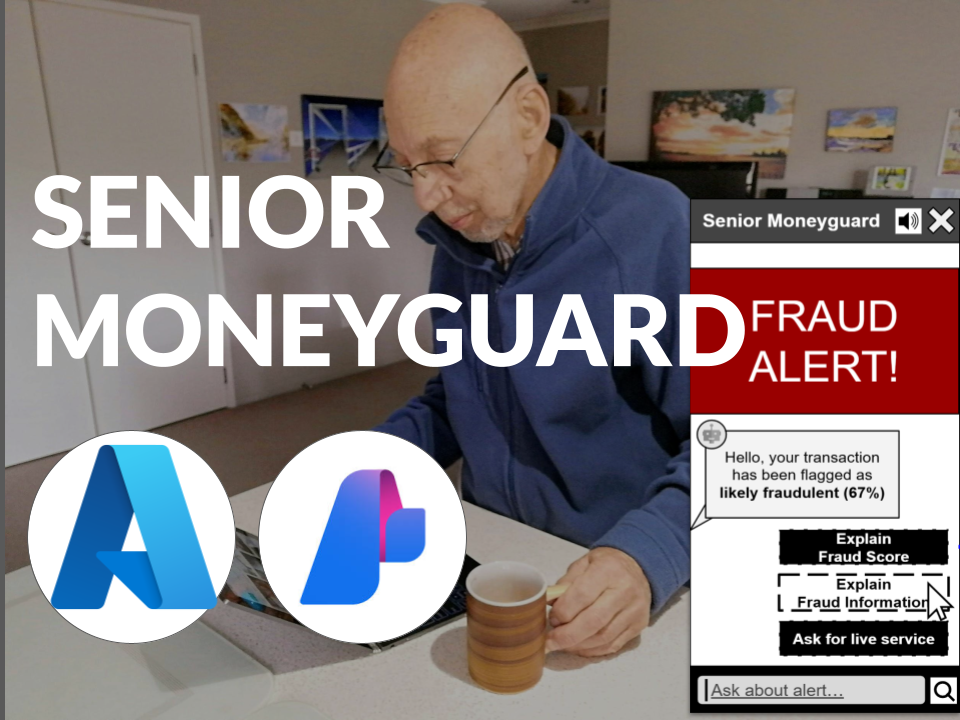 SENIOR
MONEYGUARD
Senior Moneyguard
FRAUD
ALERT!
Hello, your transaction
has been flagged as
likely fraudulent (67%)
Explain
Fraud Score
Explain
Fraud Information
Ask for live service
Ask about alert...